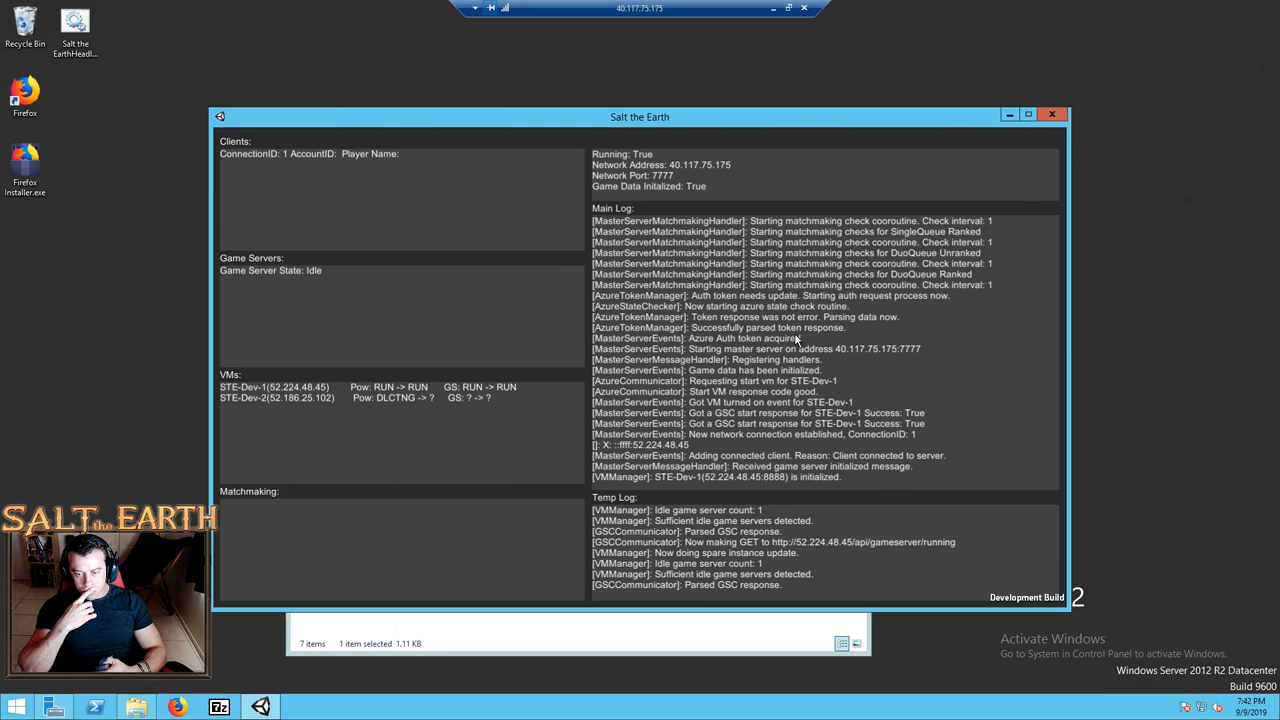 40.117.75.175
Recycle Bin
Salt the
EarthHeadl...
Firefox
Firefox
Installer.exe
Salt the Earth
Clients:
ConnectionID: 1 AccountID:  Player Name:
Game Servers:
Game Server State: Idle
VMs:
STE-Dev-1(52.224.48.45) Pow: RUN -> RUN GS: RUN -> RUN
STE-Dev-2(52.186.25.102) Pow: DLCTNG -> ? GS: ? -> ?
Matchmaking:
Running: True
Network Address: 40.117.75.175
Network Port: 7777
Game Data Initalized: True
Main Log:
[MasterServerMatchmakingHandler]: Starting matchmaking check cooroutine. Check interval: 1
[MasterServerMatchmakingHandler]: Starting matchmaking checks for SingleQueue Ranked
[MasterServerMatchmakingHandler]: Starting matchmaking check cooroutine. Check interval: 1
[MasterServerMatchmakingHandler]: Starting matchmaking checks for DuoQueue Unranked
[MasterServerMatchmakingHandler]: Starting matchmaking check cooroutine. Check interval: 1
[MasterServerMatchmakingHandler]: Starting matchmaking checks for DuoQueue Ranked
[MasterServerMatchmakingHandler]: Starting matchmaking check cooroutine. Check interval: 1
[AzureTokenManager]: Auth token needs update. Starting auth request process now.
[AzureStateChecker]: Now starting azure state check routine.
[AzureTokenManager]: Token response was not error. Parsing data now.
[AzureTokenManager]: Successfully parsed token response.
[MasterServerEvents]: Azure Auth token acquired.
[MasterServerEvents]: Starting master server on address 40.117.75.175:7777
[MasterServerMessageHandler]: Registering handlers.
[MasterServerEvents]: Game data has been initialized.
[AzureCommunicator]: Requesting start vm for STE-Dev-1
[AzureCommunicator]: Start VM response code good.
[MasterServerEvents]: Got VM turned on event for STE-Dev-1
[MasterServerEvents]: Got a GSC start response for STE-Dev-1 Success: True
[MasterServerEvents]: Got a GSC start response for STE-Dev-1 Success: True
[MasterServerEvents]: New network connection established, ConnectionID: 1
[]: X: ::ffff:52.224.48.45
[MasterServerEvents]: Adding connected client. Reason: Client connected to server.
[MasterServerMessageHandler]: Received game server initialized message.
[VMManager]: STE-Dev-1(52.224.48.45:8888) is initialized.
Temp Log:
[VMManager]: Idle game server count: 1
[VMManager]: Sufficient idle game servers detected.
[GSCCommunicator]: Parsed GSC response.
[GSCCommunicator]: Now making GET to http://52.224.48.45/api/gameserver/running
[VMManager]: Now doing spare instance update.
[VMManager]: Idle game server count: 1
[VMManager]: Sufficient idle game servers detected.
[GSCCommunicator]: Parsed GSC response.
Development Build
2
SALT the EARTH
7 items 1 item selected 1.11 KB
Activate Windows
Go to System in Control Panel to activate Windows.
Windows Server 2012 R2 Datacenter
Build 9600
7z
7:42 PM
9/9/2019